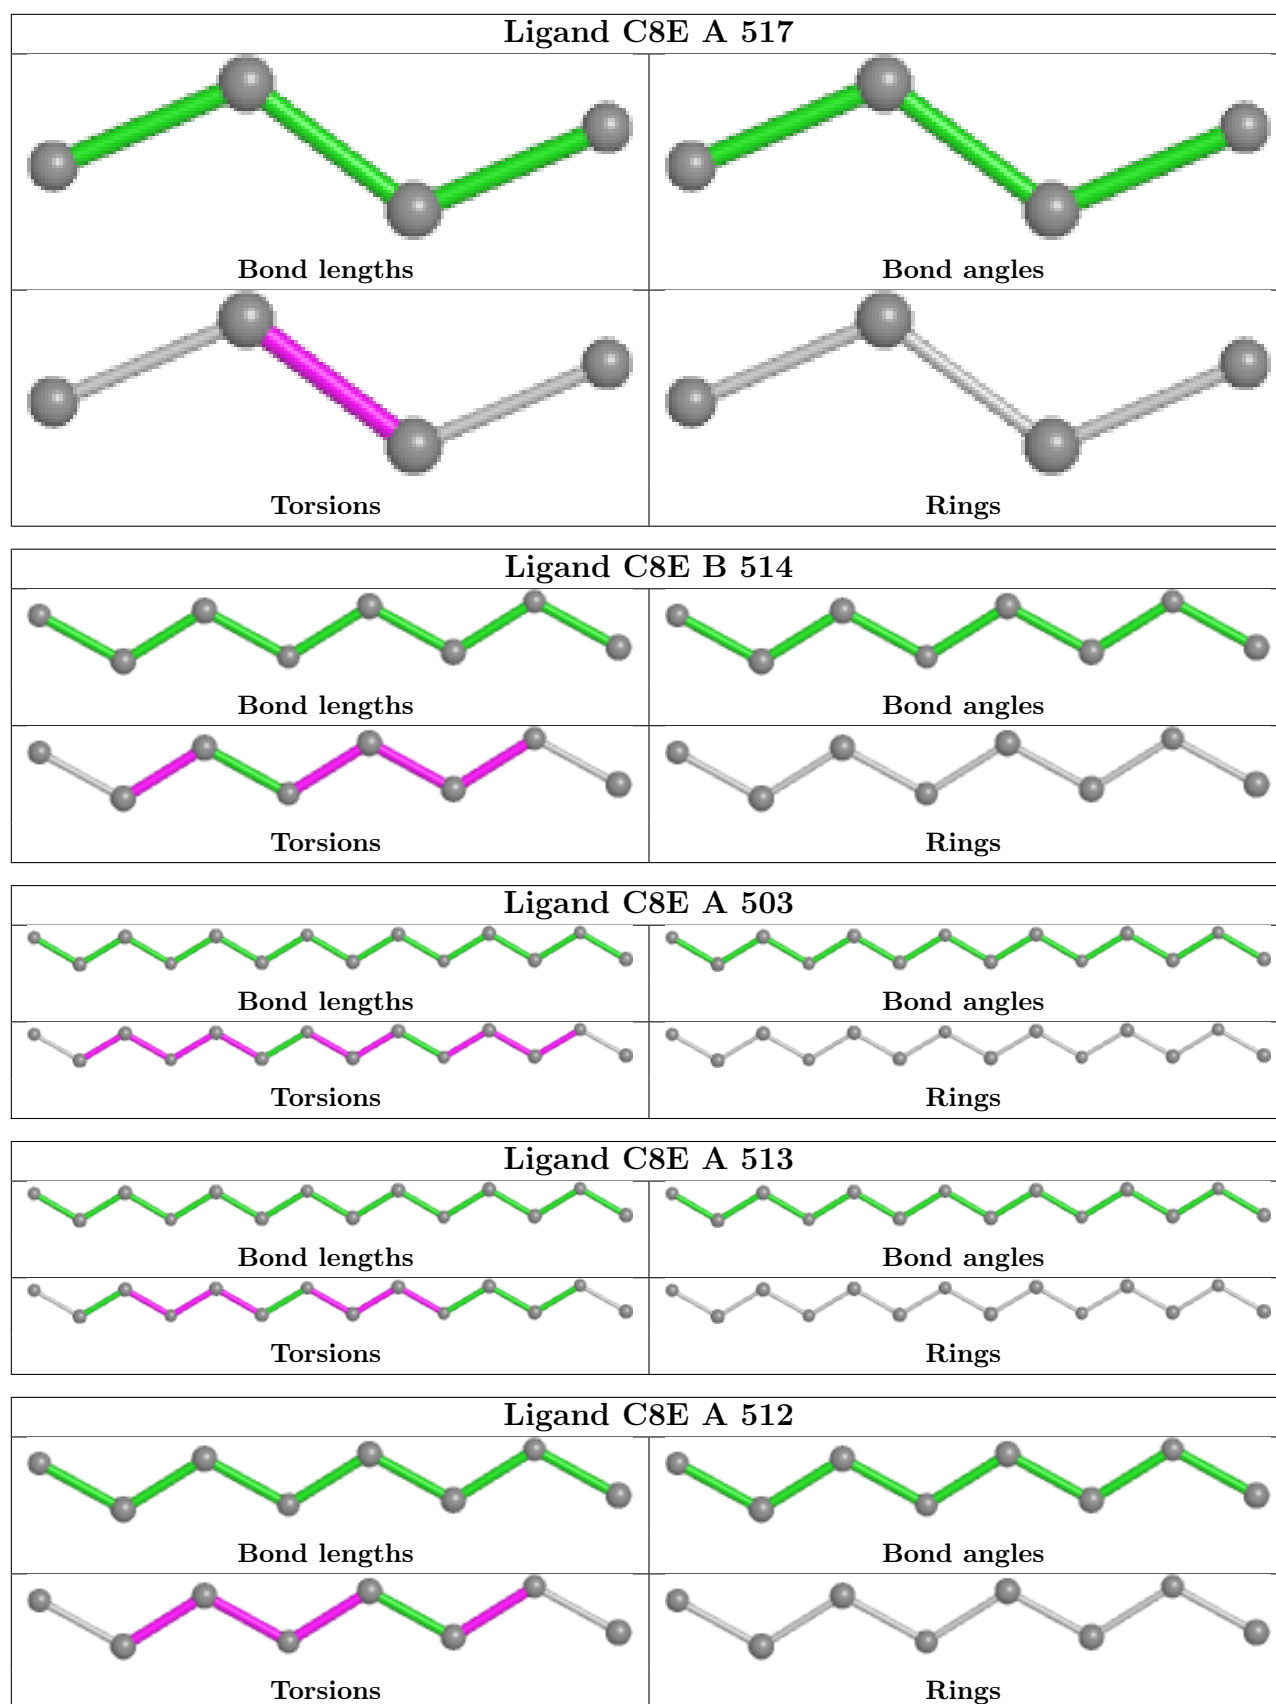 Ligand C8E A 517
Bond lengths
Bond angles
Torsions
Rings
Ligand C8E B 514
Bond lengths
Bond angles
Torsions
Rings
Ligand C8E A 503
Bond lengths
Bond angles
Torsions
Rings
Ligand C8E A 513
Bond lengths
Bond angles
Torsions
Rings
Ligand C8E A 512
Bond lengths
Bond angles
Torsions
Rings